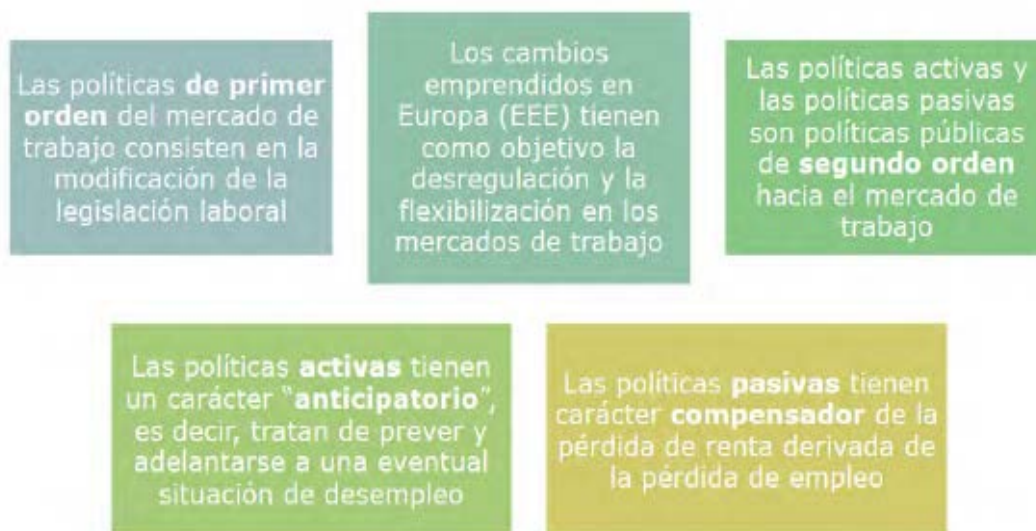 Las políticas de primer
orden del mercado de
trabajo consisten en la
modificación de la
legislación laboral
Los cambios
emprendidos en
Europa (EEE) tienen
como objetivo la
desregulación y la
flexibilización en los
mercados de trabajo
Las políticas activas y
las políticas pasivas
son políticas públicas
de segundo orden
hacia el mercado de
trabajo
Las políticas activas tienen
un carácter "anticipatorio",
es decir, tratan de prever y
adelantarse a una eventual
situación de desempleo
Las políticas pasivas tienen
carácter compensador de la
pérdida de renta derivada de
la pérdida de empleo